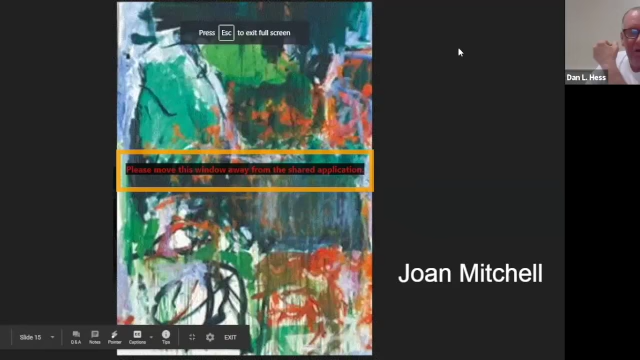 Press Esc to exit full screen
Dan L. Hess
Please move this window away from the shared application.
Joan Mitchell
Slide 15
Q&A Notes Pointer Captions Tips EXIT